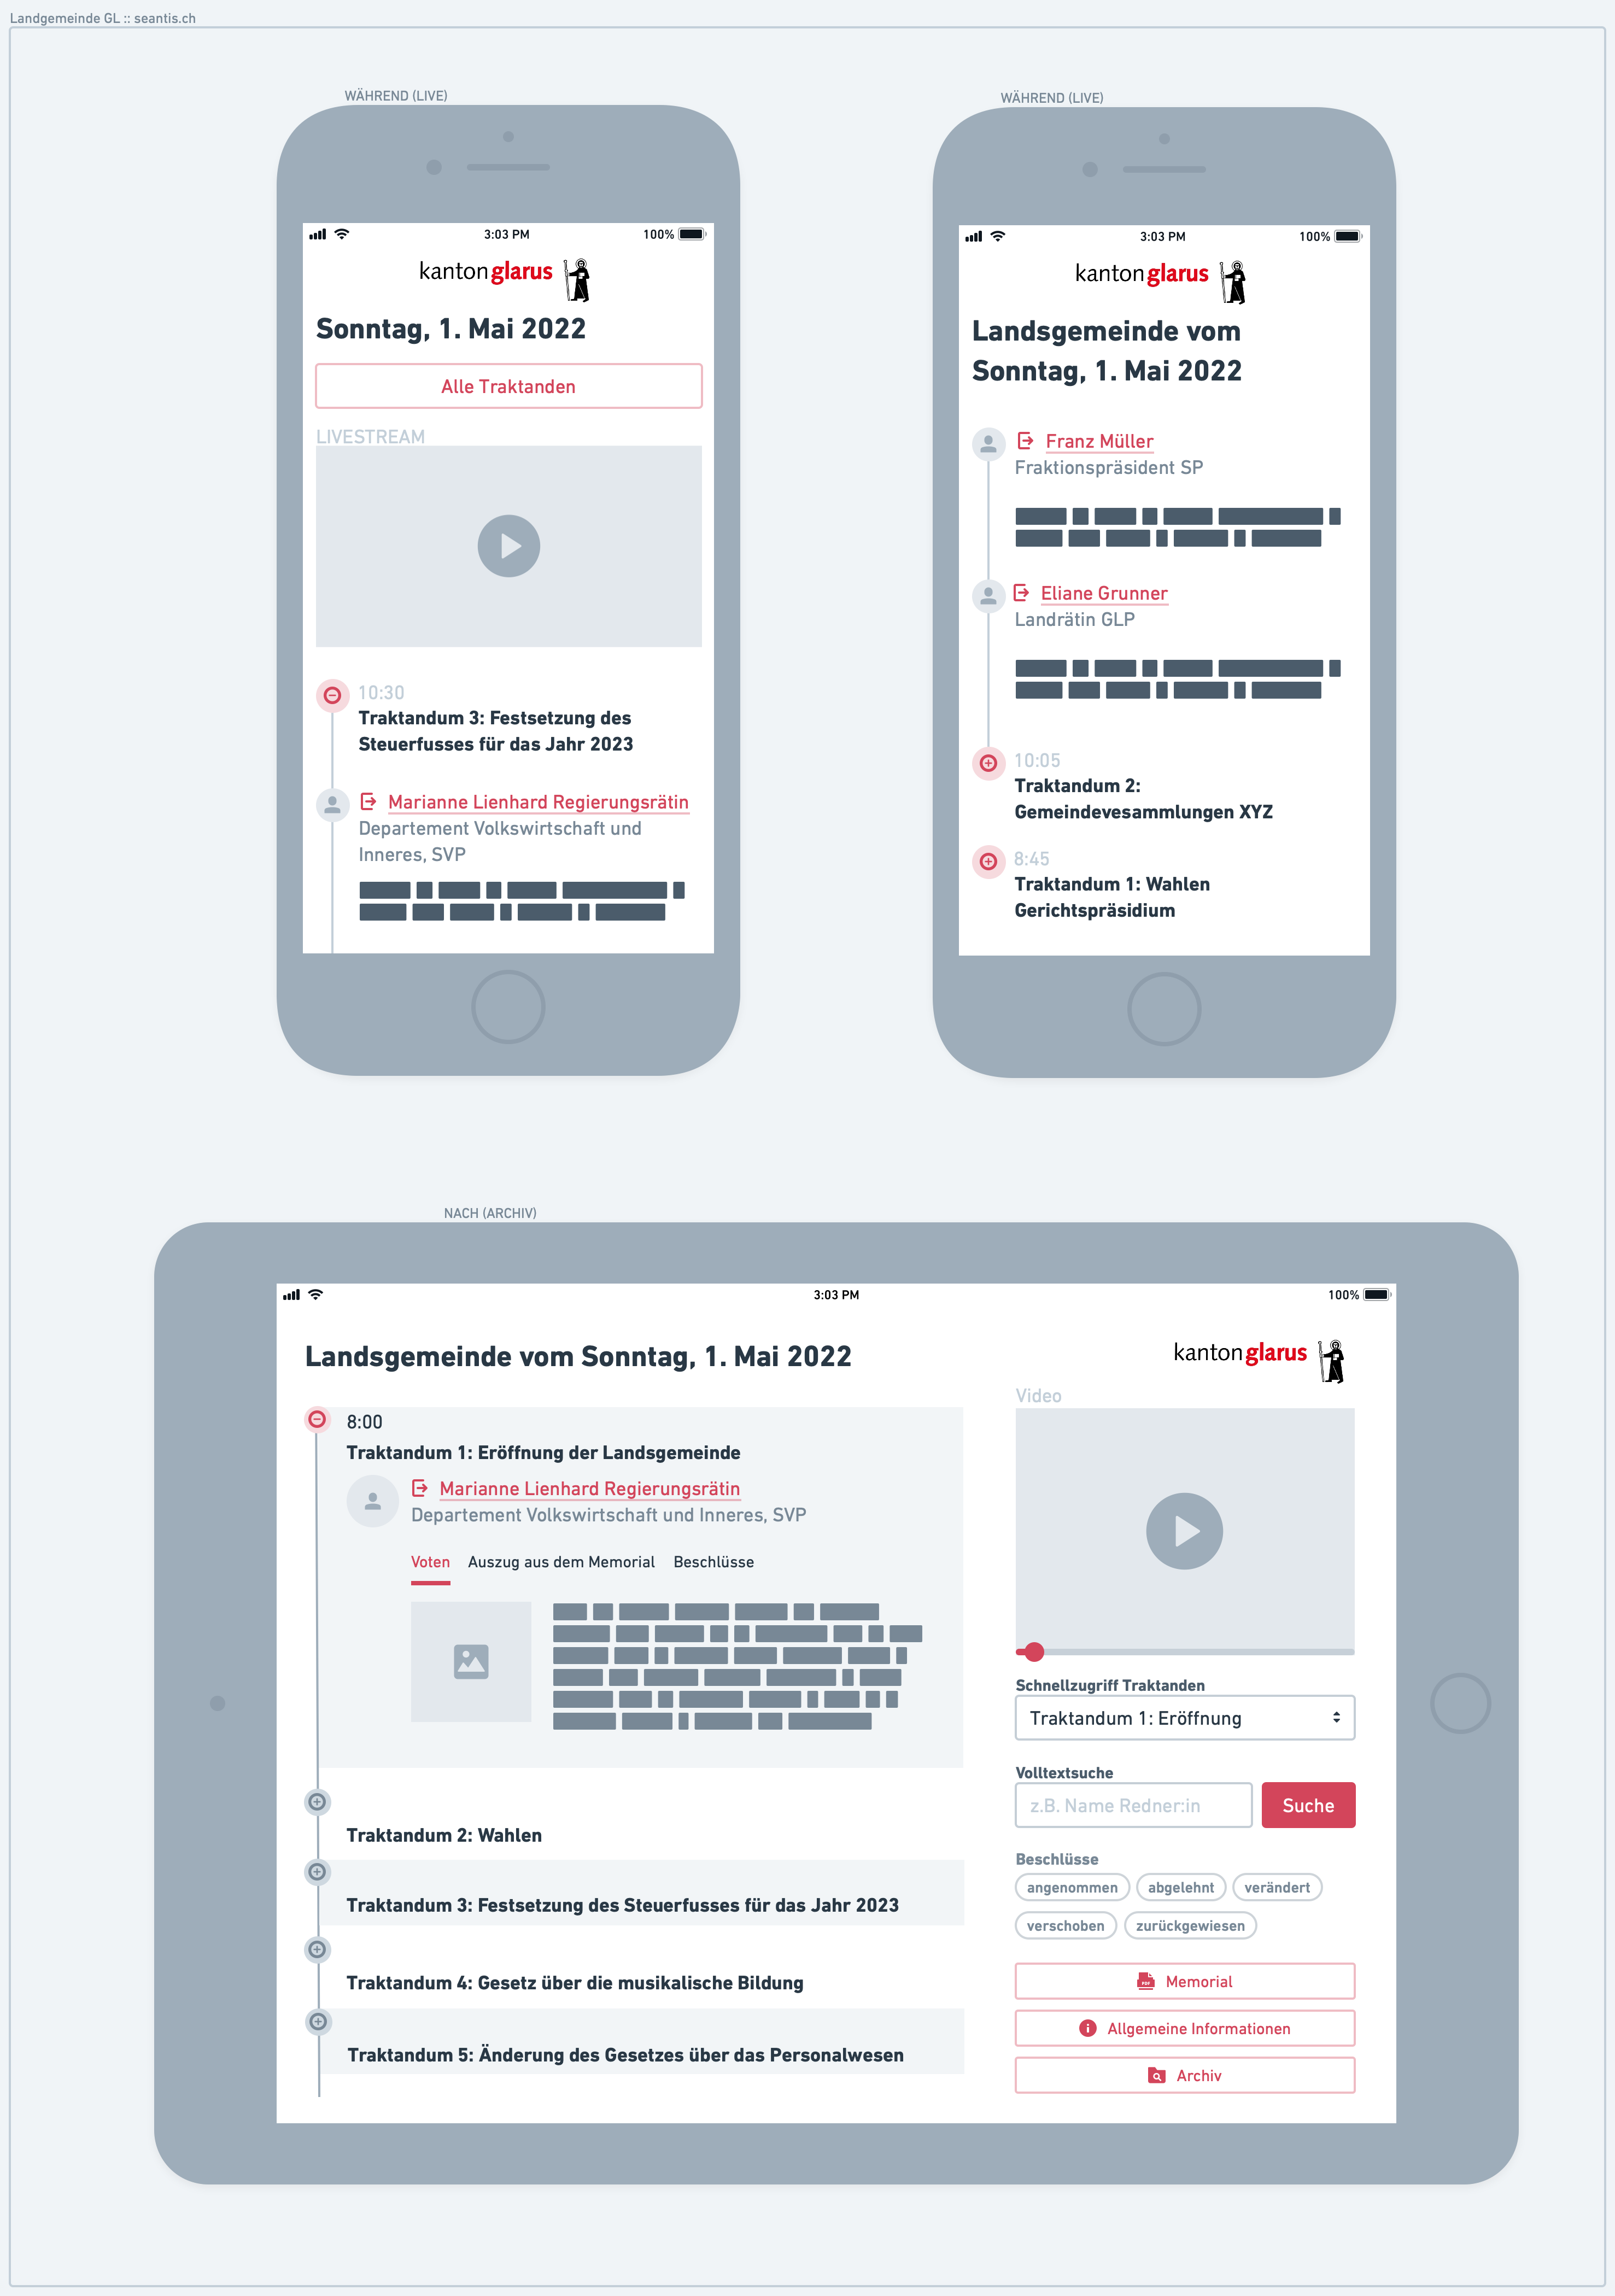 Landgemeinde GL :: seantis.ch
WÄHREND (LIVE)
3:03 PM
100%
kantonglarus
Sonntag, 1. Mai 2022
Alle Traktanden
LIVESTREAM
10:30
Traktandum 3: Festsetzung des
Steuerfusses für das Jahr 2023
Marianne Lienhard Regierungsrätin
Departement Volkswirtschaft und
Inneres, SVP
WÄHREND (LIVE)
3:03 PM
100%
kantonglarus
Landsgemeinde vom
Sonntag, 1. Mai 2022
Franz Müller
Fraktionspräsident SP
Eliane Grunner
Landrätin GLP
10:05
Traktandum 2:
Gemeindevesammlungen XYZ
8:45
Traktandum 1: Wahlen
Gerichtspräsidium
NACH (ARCHIV)
3:03 PM
100%
Landsgemeinde vom Sonntag, 1. Mai 2022
kantonglarus
8:00
Traktandum 1: Eröffnung der Landsgemeinde
Marianne Lienhard Regierungsrätin
Departement Volkswirtschaft und Inneres, SVP
Voten Auszug aus dem Memorial Beschlüsse
Traktandum 2: Wahlen
Traktandum 3: Festsetzung des Steuerfusses für das Jahr 2023
Traktandum 4: Gesetz über die musikalische Bildung
Traktandum 5: Änderung des Gesetzes über das Personalwesen
Video
Schnellzugriff Traktanden
Traktandum 1: Eröffnung
Volltextsuche
z.B. Name Redner:in Suche
Beschlüsse
angenommen abgelehnt verändert
verschoben zurückgewiesen
PDF Memorial
Allgemeine Informationen
Archiv